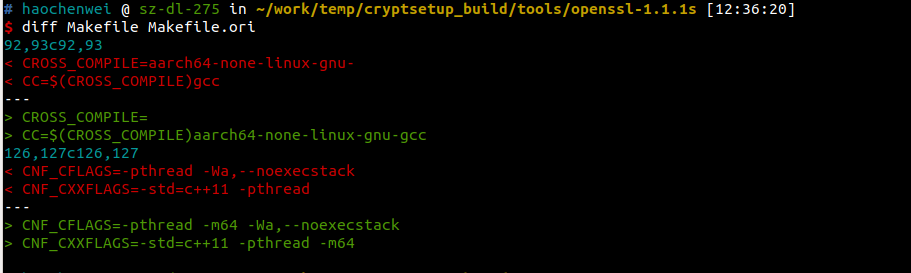 # haochenwei @ sz-dl-275 in ~/work/temp/cryptsetup_build/tools/openssl-1.1.1s [12:36:20]
$ diff Makefile Makefile.ori
92,93c92,93
< CROSS_COMPILE=aarch64-none-linux-gnu-
< CC=$(CROSS_COMPILE)gcc
---
> CROSS_COMPILE=
> CC=$(CROSS_COMPILE)aarch64-none-linux-gnu-gcc
126,127c126,127
< CNF_CFLAGS=-pthread -Wa,--noexecstack
< CNF_CXXFLAGS=-std=c++11 -pthread
---
> CNF_CFLAGS=-pthread -m64 -Wa,--noexecstack
> CNF_CXXFLAGS=-std=c++11 -pthread -m64